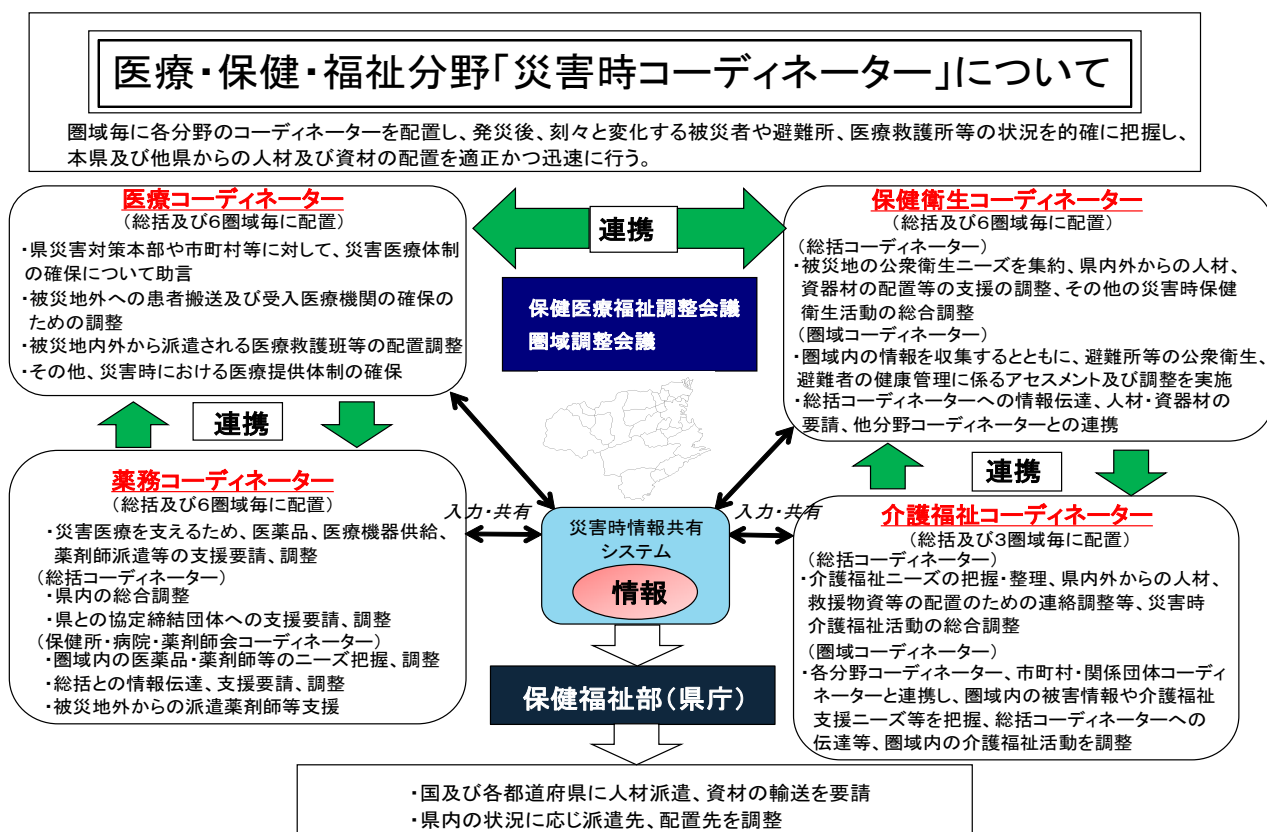 医療・保健・福祉分野「災害時コーディネーター」について
圏域毎に各分野のコーディネーターを配置し、発災後、刻々と変化する被災者や避難所、医療救護所等の状況を的確に把握し、
本県及び他県からの人材及び資材の配置を適正かつ迅速に行う。
医療コーディネーター
（総括及び6圏域毎に配置）
・県災害対策本部や市町村等に対して、災害医療体制
の確保について助言
・被災地外への患者搬送及び受入医療機関の確保の
ための調整
・被災地内外から派遣される医療救護班等の配置調整
・その他、災害時における医療提供体制の確保
連携
保健医療福祉調整会議
圏域調整会議
保健衛生コーディネーター
（総括及び6圏域毎に配置）
（総括コーディネーター）
・被災地の公衆衛生ニーズを集約、県内外からの人材、
資器材の配置等の支援の調整、その他の災害時保健
衛生活動の総合調整
（圏域コーディネーター）
・圏域内の情報を収集するとともに、避難所等の公衆衛生、
避難者の健康管理に係るアセスメント及び調整を実施
・総括コーディネーターへの情報伝達、人材・資器材の
要請、他分野コーディネーターとの連携
連携
連携
薬務コーディネーター
（総括及び6圏域毎に配置）
・災害医療を支えるため、医薬品、医療機器供給、
薬剤師派遣等の支援要請、調整
（総括コーディネーター）
・県内の総合調整
・県との協定締結団体への支援要請、調整
（保健所・病院・薬剤師会コーディネーター）
・圏域内の医薬品・薬剤師等のニーズ把握、調整
・総括との情報伝達、支援要請、調整
・被災地外からの派遣薬剤師等支援
入力・共有
災害時情報共有
システム
情報
入力・共有
介護福祉コーディネーター
（総括及び3圏域毎に配置）
（総括コーディネーター）
・介護福祉ニーズの把握・整理、県内外からの人材、
救援物資等の配置のための連絡調整等、災害時
介護福祉活動の総合調整
（圏域コーディネーター）
・各分野コーディネーター、市町村・関係団体コーディ
ネーターと連携し、圏域内の被害情報や介護福祉
支援ニーズ等を把握、総括コーディネーターへの
伝達等、圏域内の介護福祉活動を調整
保健福祉部（県庁）
・国及び各都道府県に人材派遣、資材の輸送を要請
・県内の状況に応じ派遣先、配置先を調整